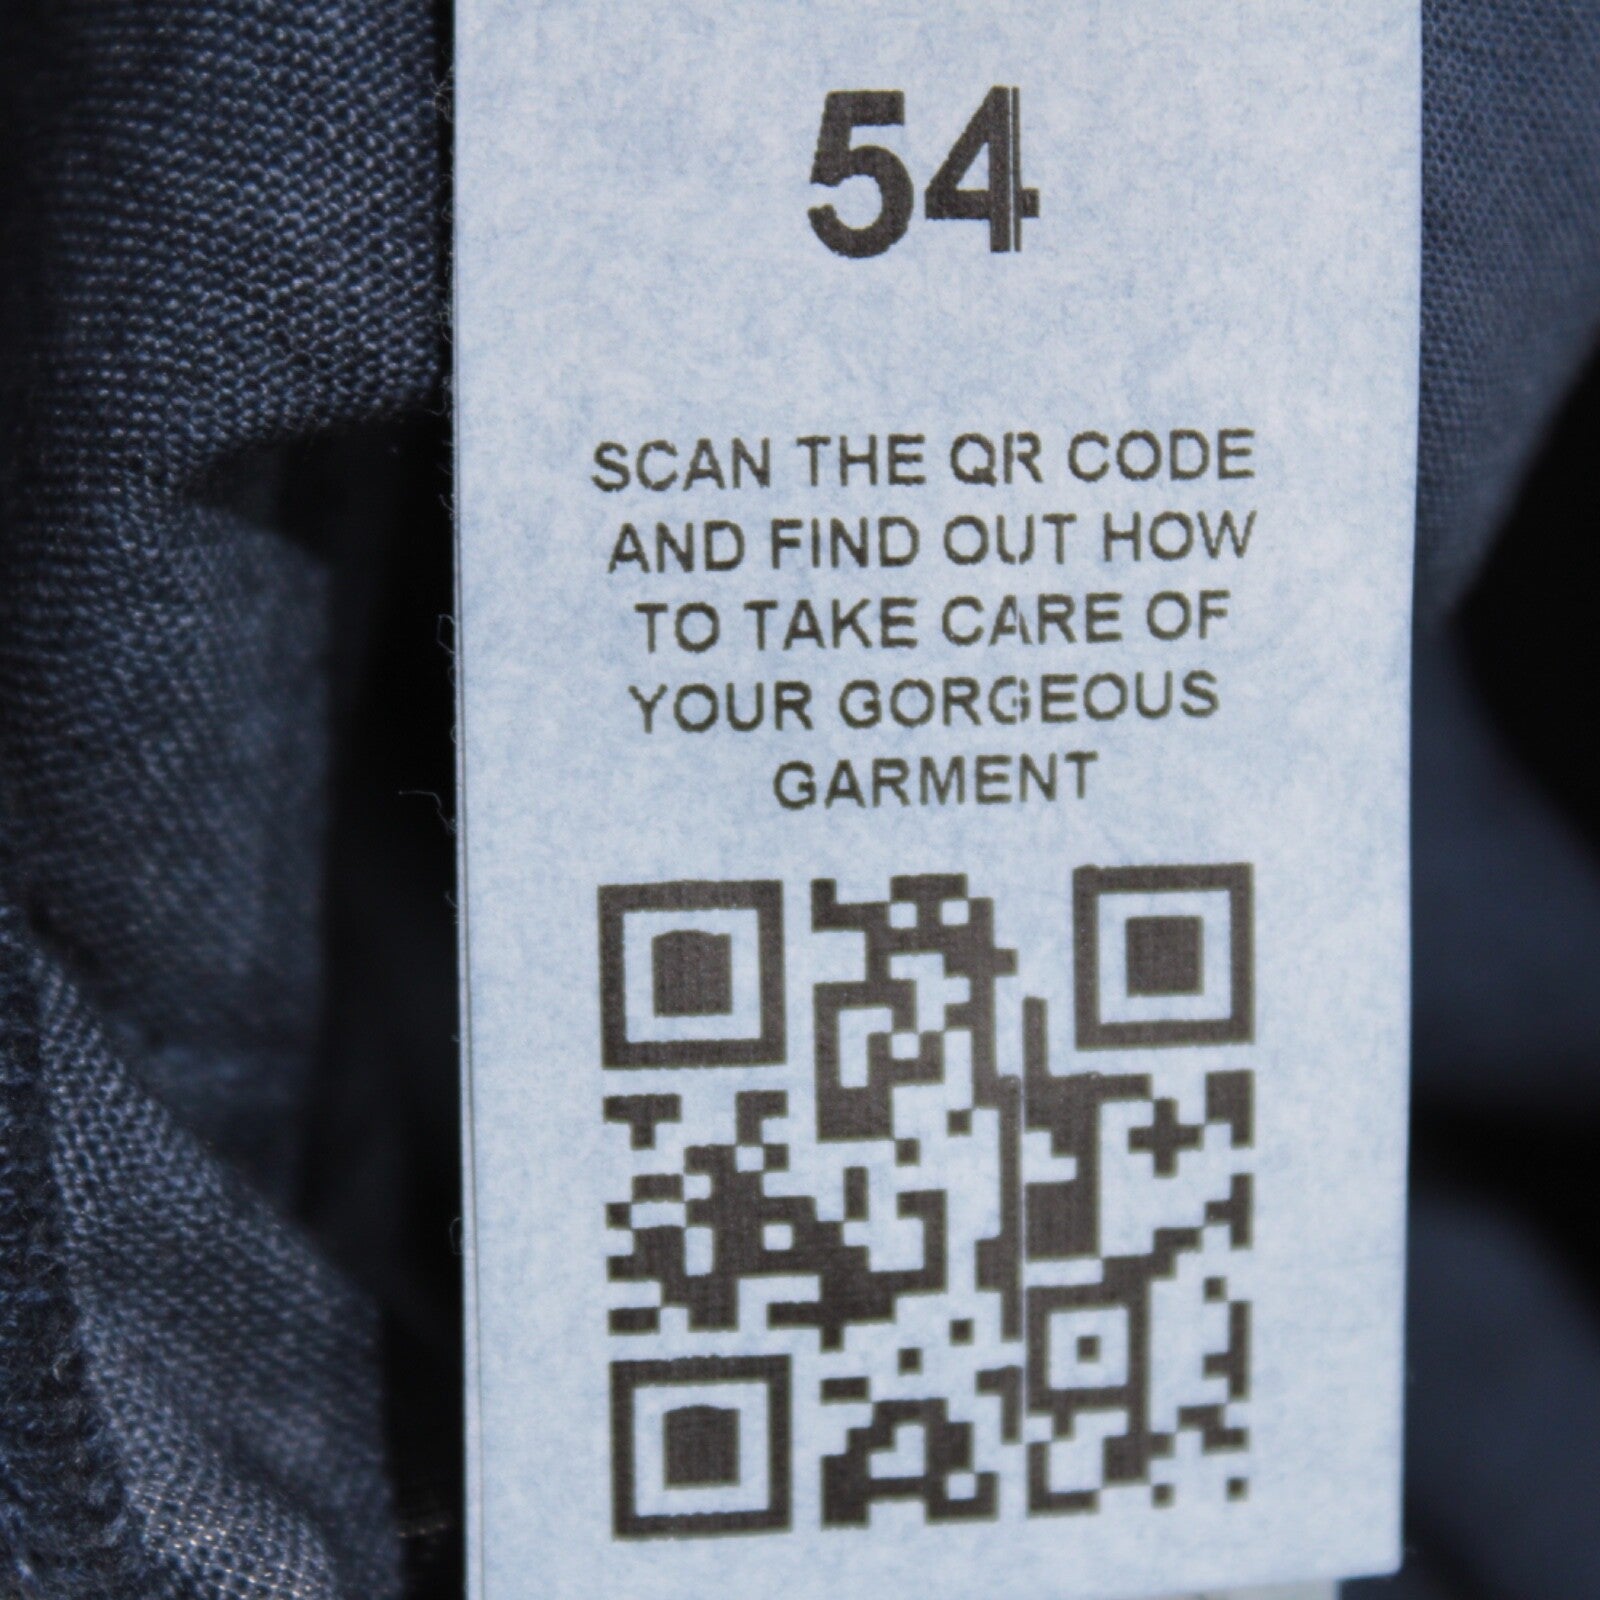 54
SCAN THE QR CODE
AND FIND OUT HOW
TO TAKE CARE OF
YOUR GORGEOUS
GARMENT